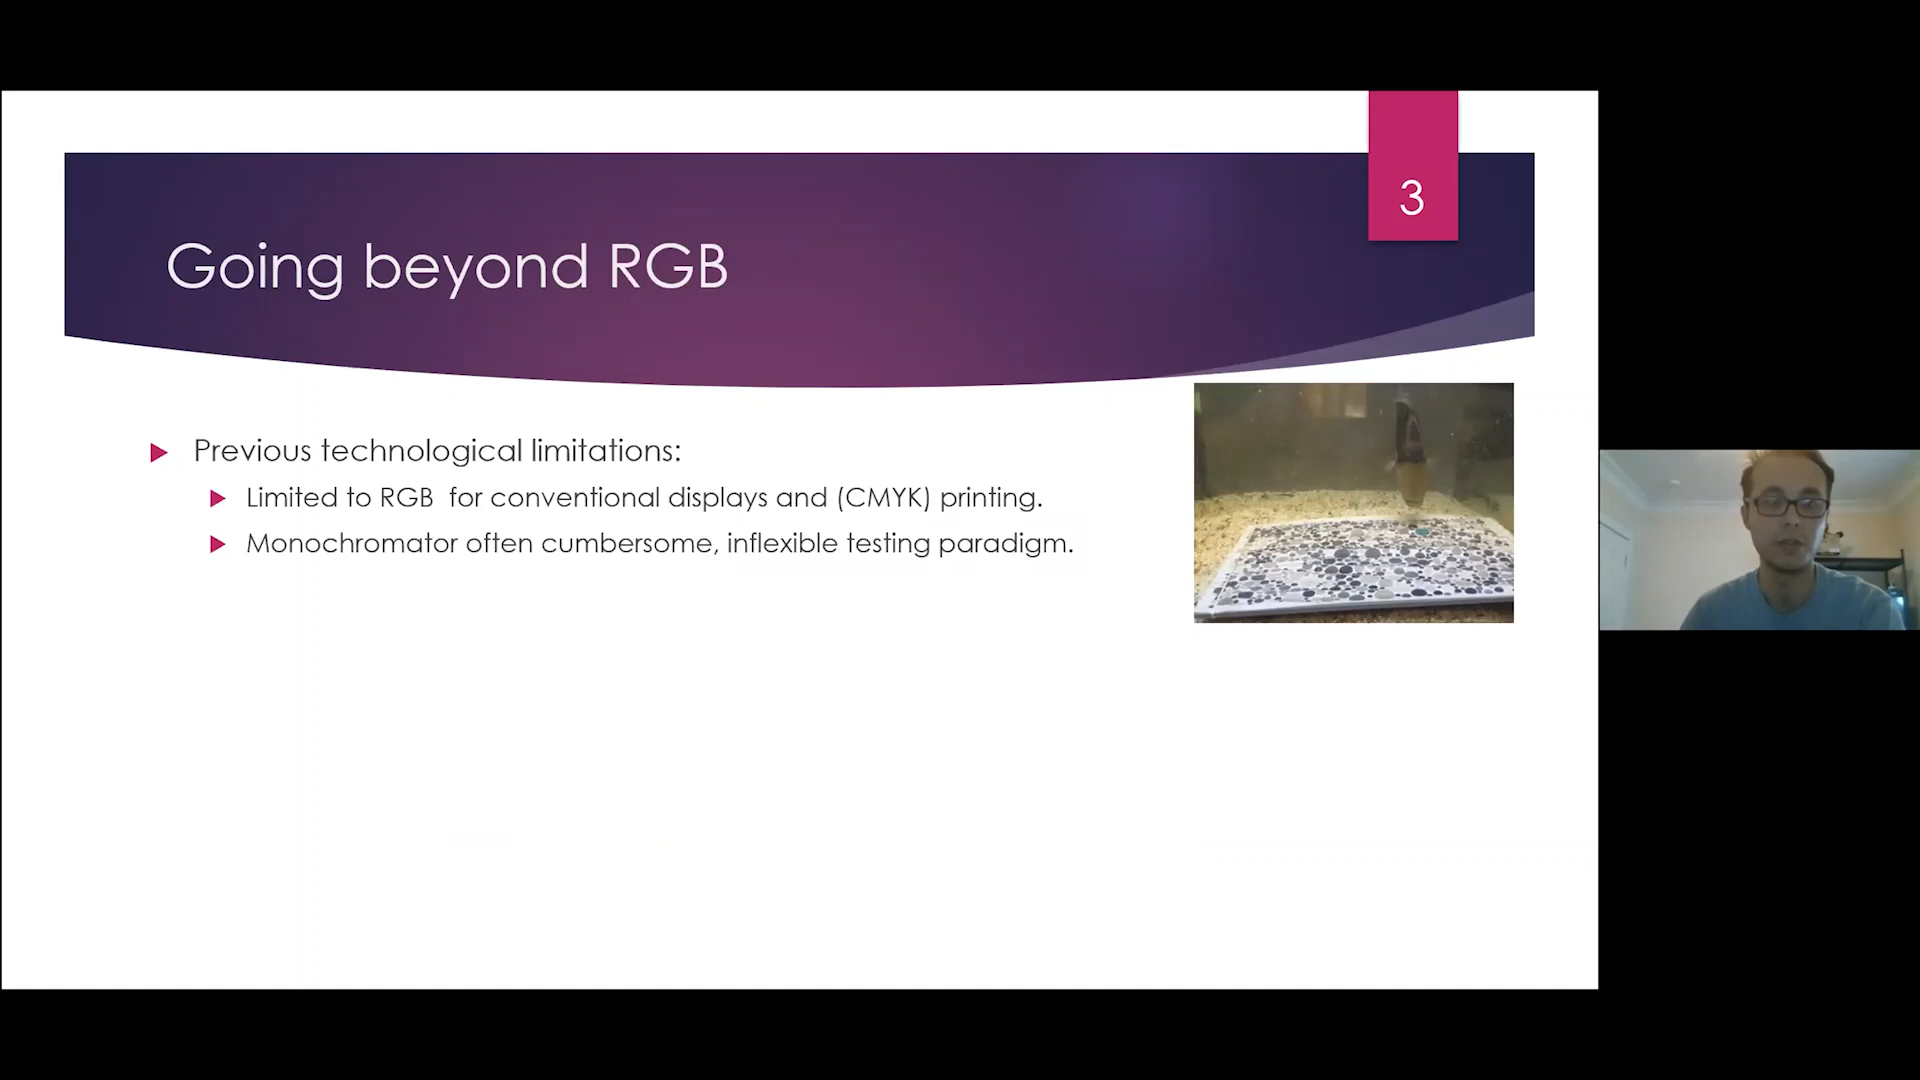 3
Going beyond RGB
Previous technological limitations:
Limited to RGB for conventional displays and (CMYK) printing.
Monochromator often cumbersome, inflexible testing paradigm.